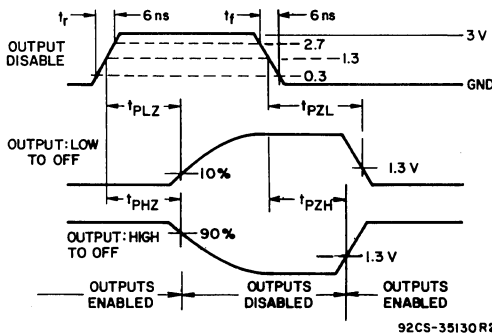 tr
6 ns
tf
6 ns
3 V
OUTPUT
DISABLE
2.7
1.3
0.3
GND
tPLZ
tPZL
OUTPUT: LOW
TO OFF
10%
1.3 V
tPHZ
tPZH
90%
OUTPUT: HIGH
TO OFF
1.3 V
OUTPUTS
ENABLED
OUTPUTS
DISABLED
OUTPUTS
ENABLED
92CS-35130R2